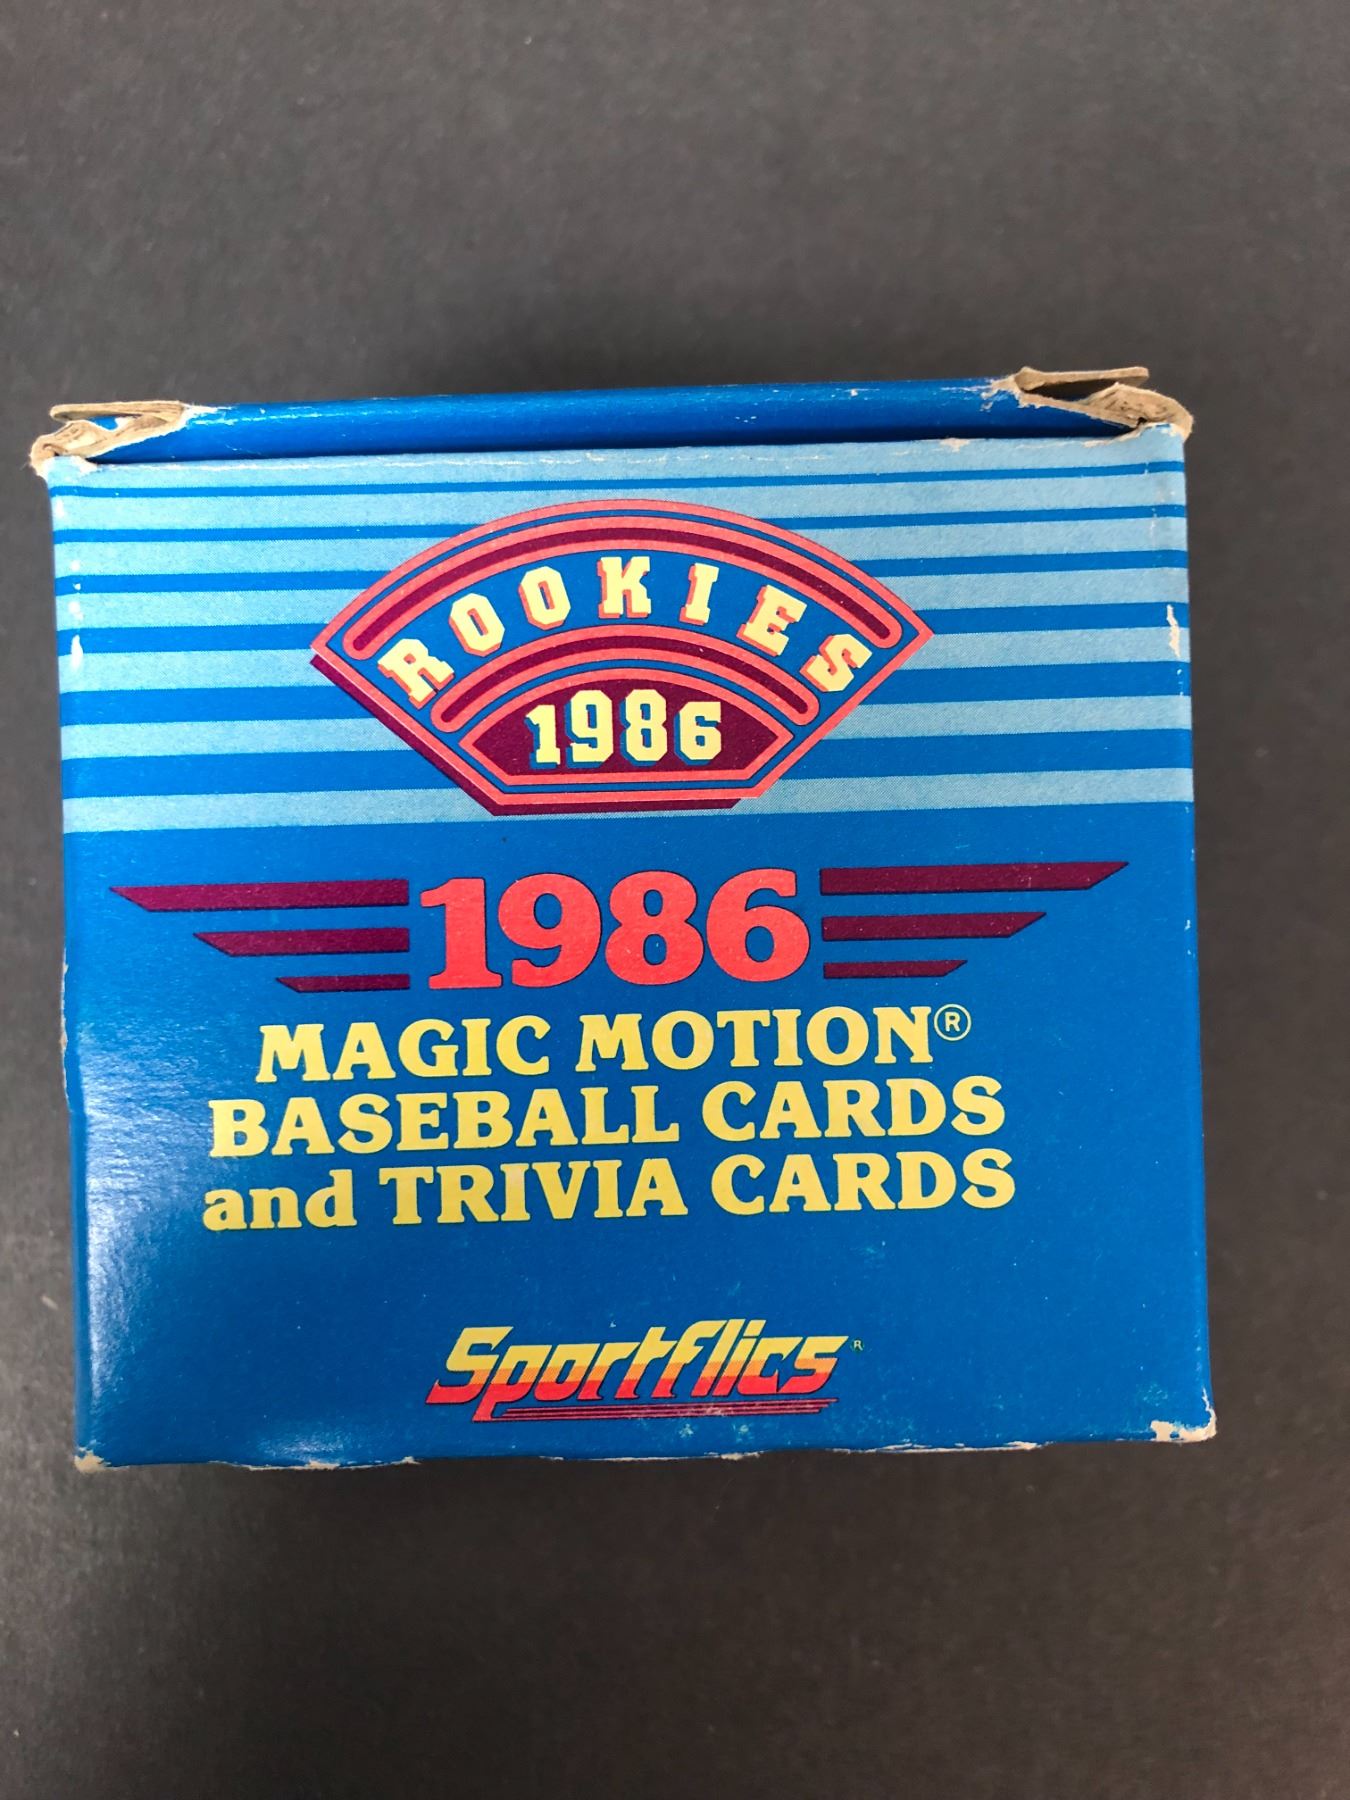 ROOKIES
1986
1986
MAGIC MOTION®
BASEBALL CARDS
and TRIVIA CARDS
Sportflics®